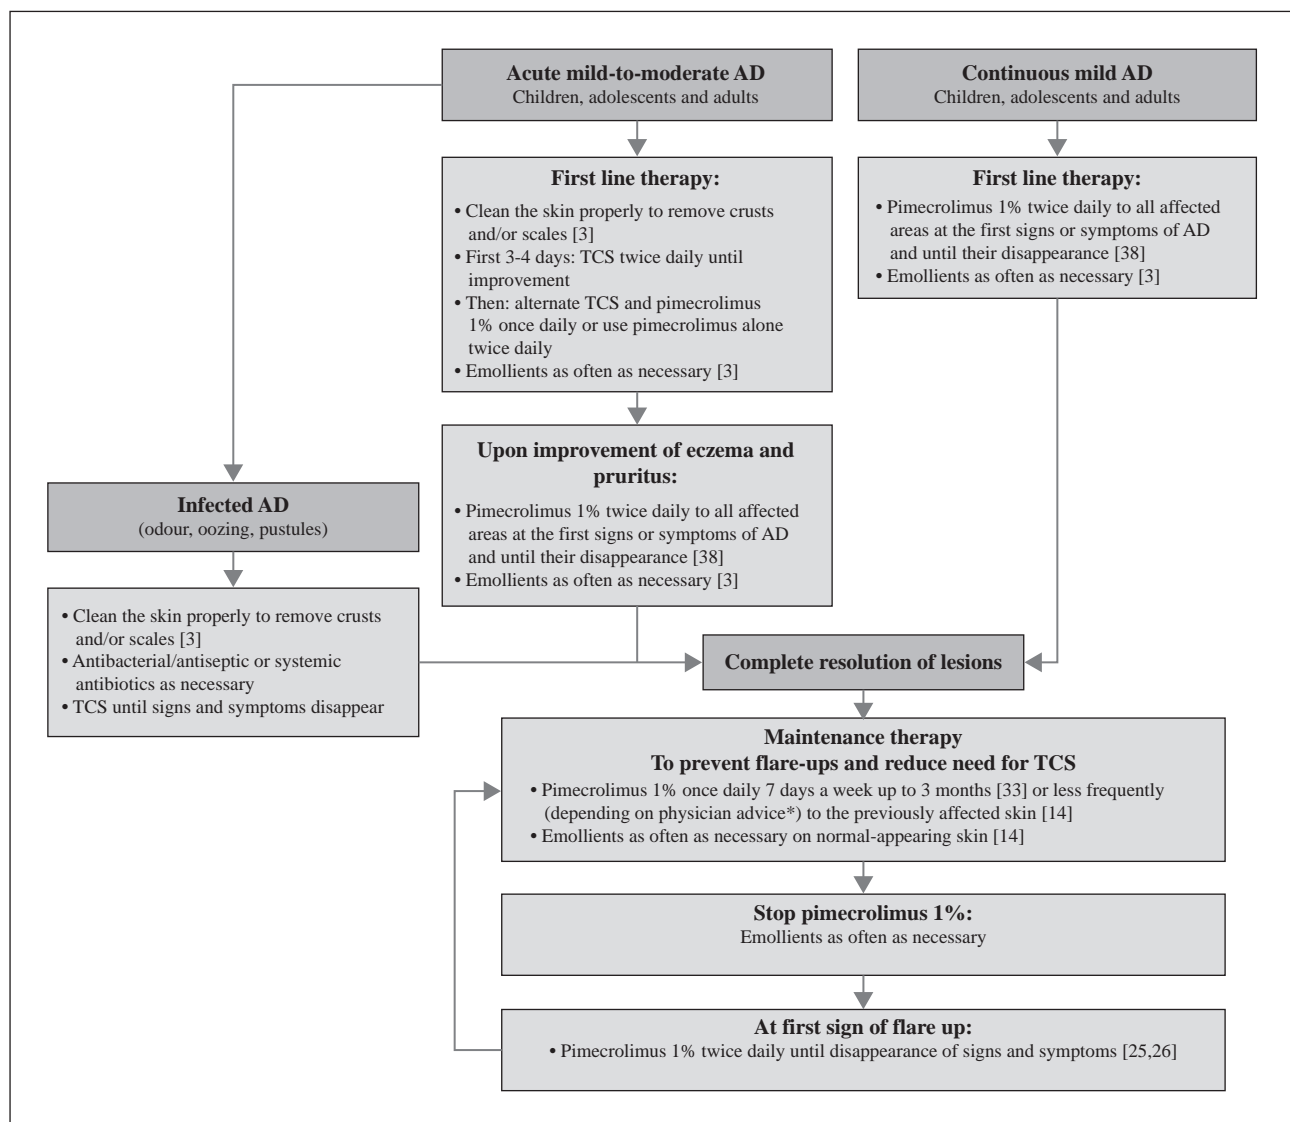 Acute mild-to-moderate AD
Children, adolescents and adults
Continuous mild AD
Children, adolescents and adults
First line therapy:
• Clean the skin properly to remove crusts
and/or scales [3]
• First 3-4 days: TCS twice daily until
improvement
• Then: alternate TCS and pimecrolimus
1% once daily or use pimecrolimus alone
twice daily
• Emollients as often as necessary [3]
First line therapy:
• Pimecrolimus 1% twice daily to all affected
areas at the first signs or symptoms of AD
and until their disappearance [38]
• Emollients as often as necessary [3]
Upon improvement of eczema and
pruritus:
• Pimecrolimus 1% twice daily to all affected
areas at the first signs or symptoms of AD
and until their disappearance [38]
• Emollients as often as necessary [3]
Infected AD
(odour, oozing, pustules)
• Clean the skin properly to remove crusts
and/or scales [3]
• Antibacterial/antiseptic or systemic
antibiotics as necessary
• TCS until signs and symptoms disappear
Complete resolution of lesions
Maintenance therapy
To prevent flare-ups and reduce need for TCS
• Pimecrolimus 1% once daily 7 days a week up to 3 months [33] or less frequently
(depending on physician advice*) to the previously affected skin [14]
• Emollients as often as necessary on normal-appearing skin [14]
Stop pimecrolimus 1%:
Emollients as often as necessary
At first sign of flare up:
• Pimecrolimus 1% twice daily until disappearance of signs and symptoms [25,26]